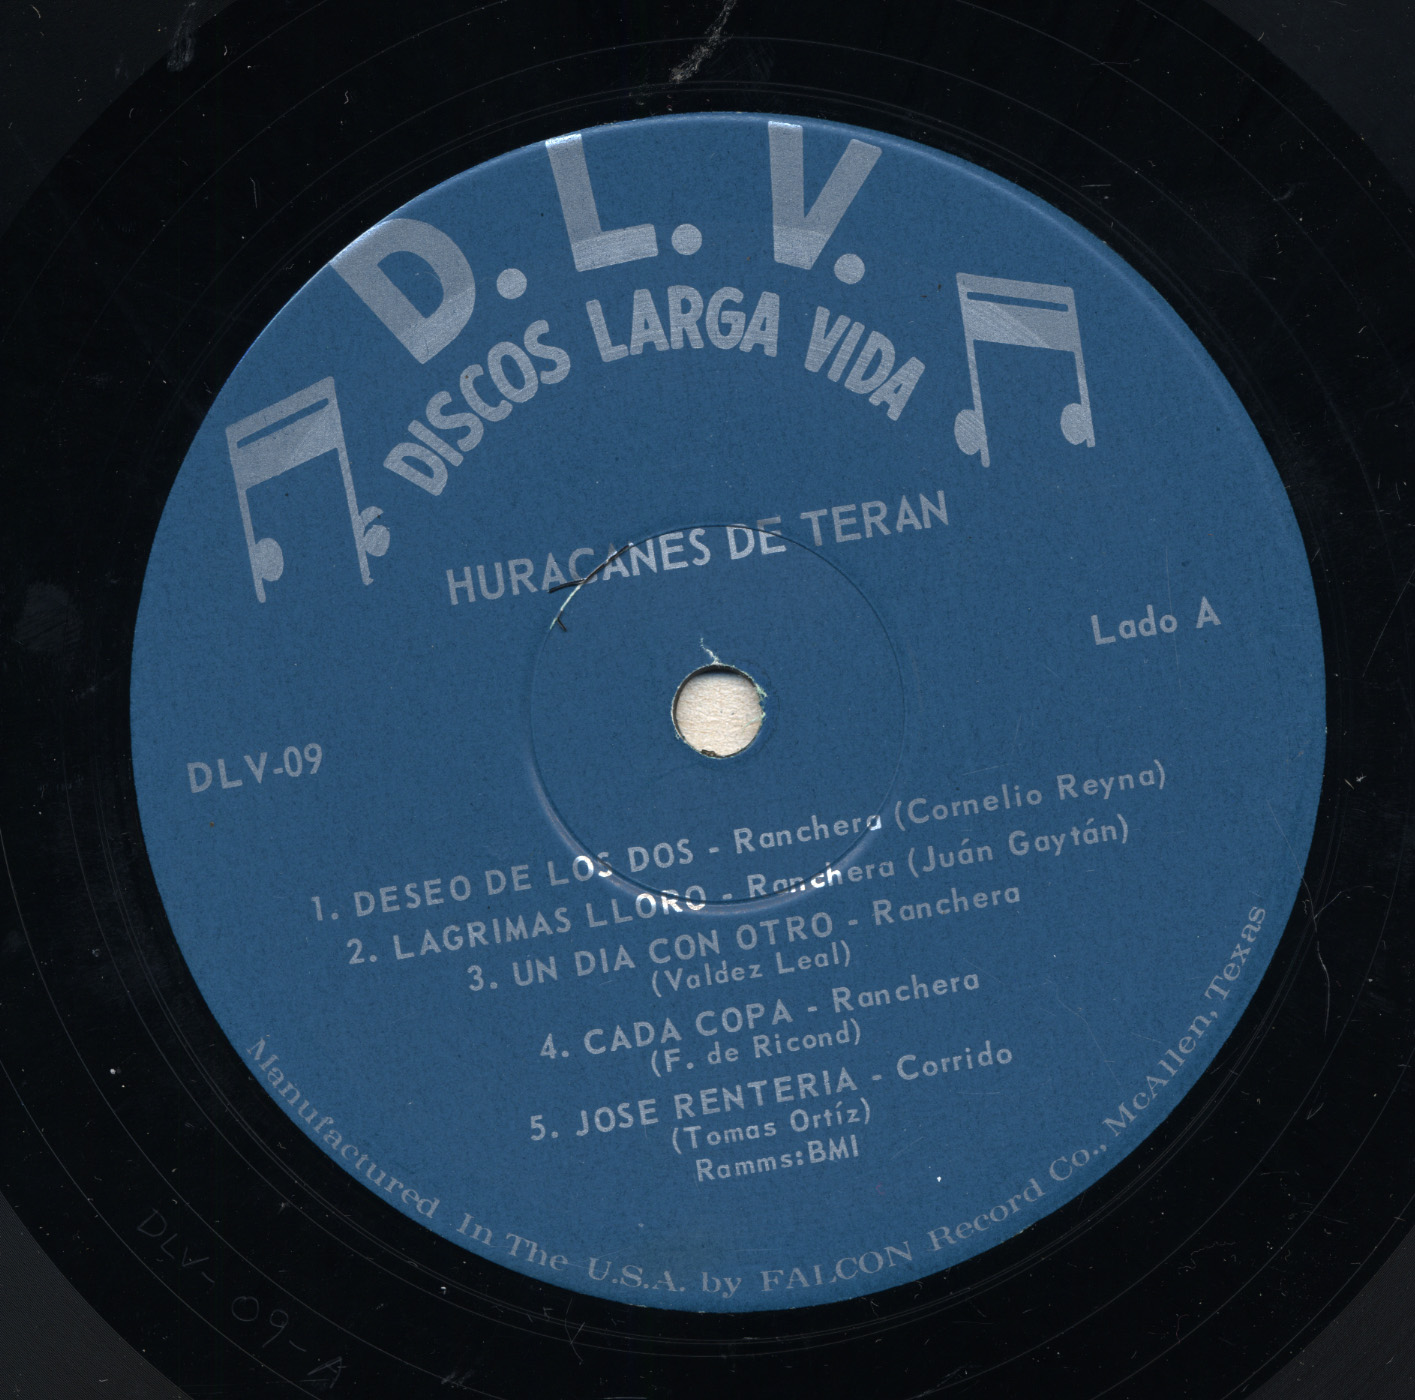 D. L. V.
DISCOS LARGA VIDA
HURACANES DE TERAN
Lado A
DLV-09
1. DESEO DE LOS DOS - Ranchera (Cornelio Reyna)
2. LAGRIMAS LLORO - Ranchera (Juán Gaytán)
3. UN DIA CON OTRO - Ranchera
(Valdez Leal)
4. CADA COPA - Ranchera
(F. de Ricond)
5. JOSE RENTERIA - Corrido
(Tomas Ortíz)
Ramms:BMI
Manufactured In The U.S.A. by FALCON Record Co., McAllen, Texas
DLV-09-A